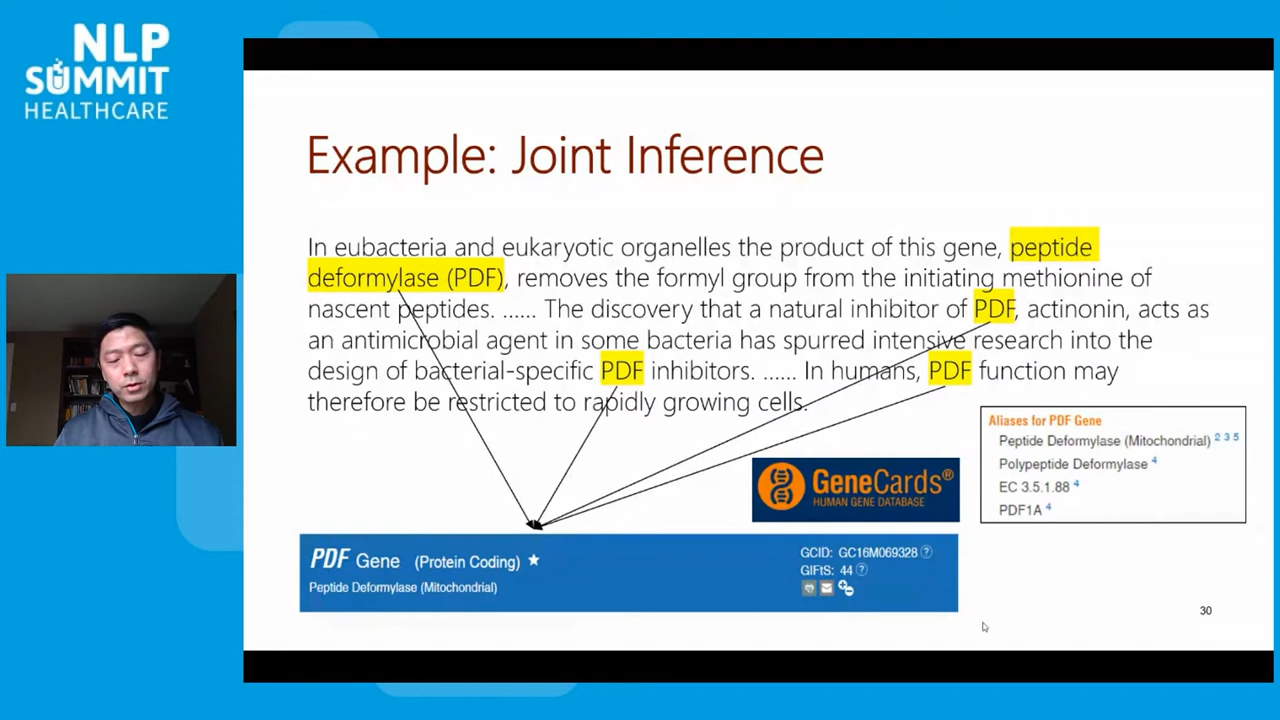 NLP
SUMMIT
HEALTHCARE
Example: Joint Inference
In eubacteria and eukaryotic organelles the product of this gene, peptide
deformylase (PDF), removes the formyl group from the initiating methionine of
nascent peptides. ...... The discovery that a natural inhibitor of PDF, actinonin, acts as
an antimicrobial agent in some bacteria has spurred intensive research into the
design of bacterial-specific PDF inhibitors. ...... In humans, PDF function may
therefore be restricted to rapidly growing cells.
Aliases for PDF Gene
Peptide Deformylase (Mitochondrial) 2 3 5
Polypeptide Deformylase 4
EC 3.5.1.88 4
PDF1A 4
GeneCards®
HUMAN GENE DATABASE
PDF Gene (Protein Coding)
Peptide Deformylase (Mitochondrial)
GCID: GC16M069328 ?
GIFtS: 44 ?
30